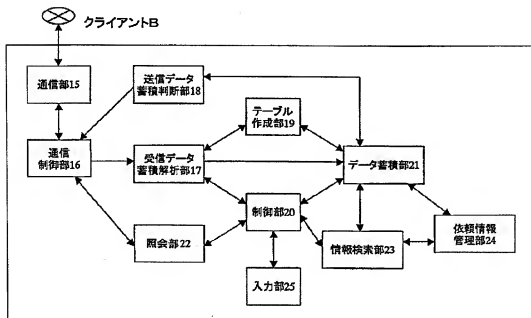 クライアントB
通信部15
送信データ
蓄積判断部18
テーブル
作成部19
通信
制御部16
受信データ
蓄積解析部17
データ蓄積部21
制御部20
照会部22
情報検索部23
依頼情報
管理部24
入力部25